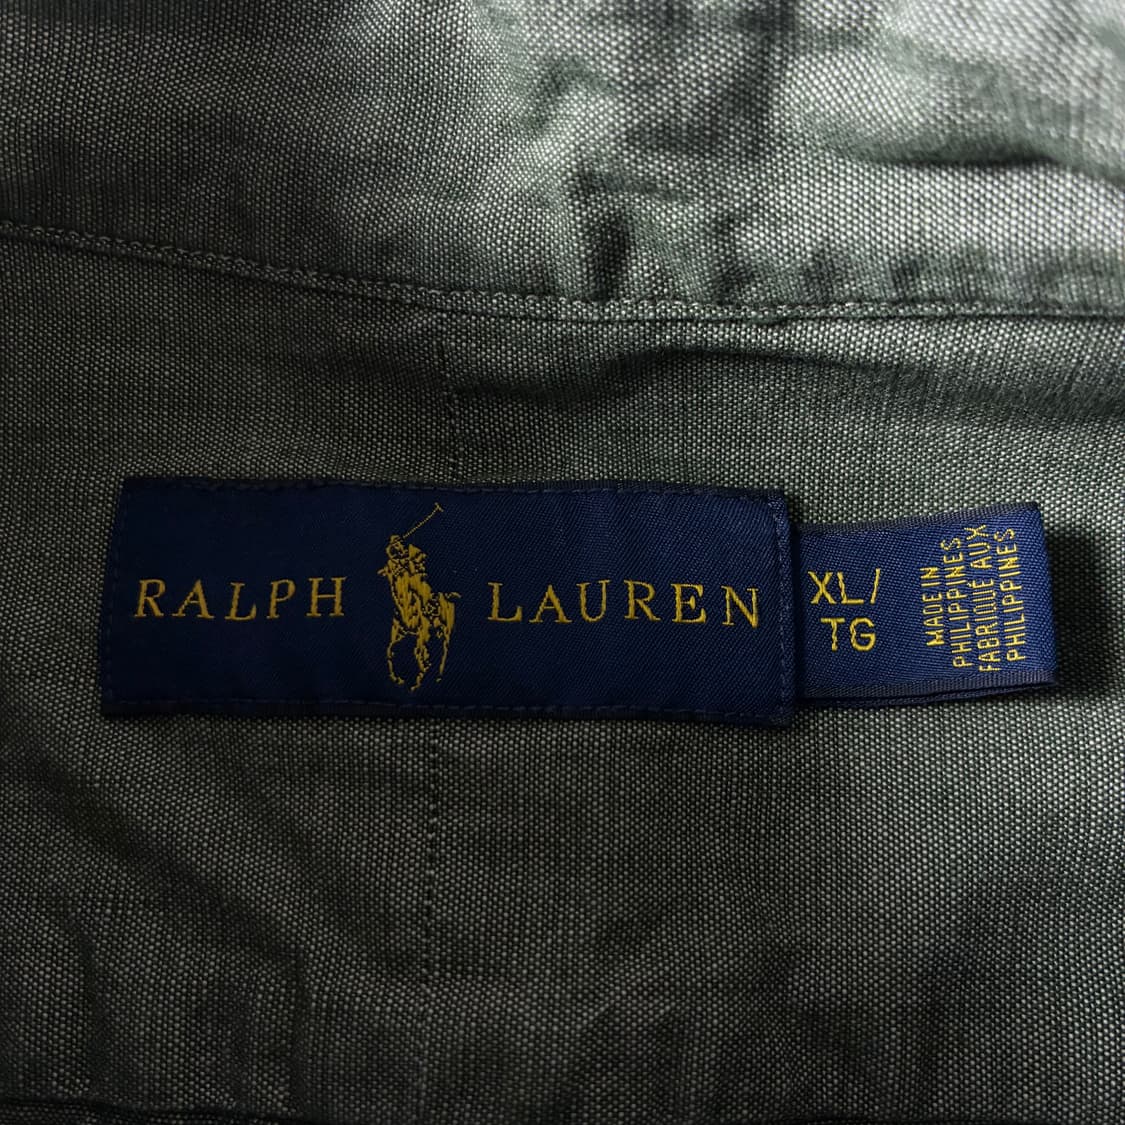 RALPH LAUREN
XL/
TG
MADE IN
PHILIPPINES
FABRIQUÉ AUX
PHILIPPINES